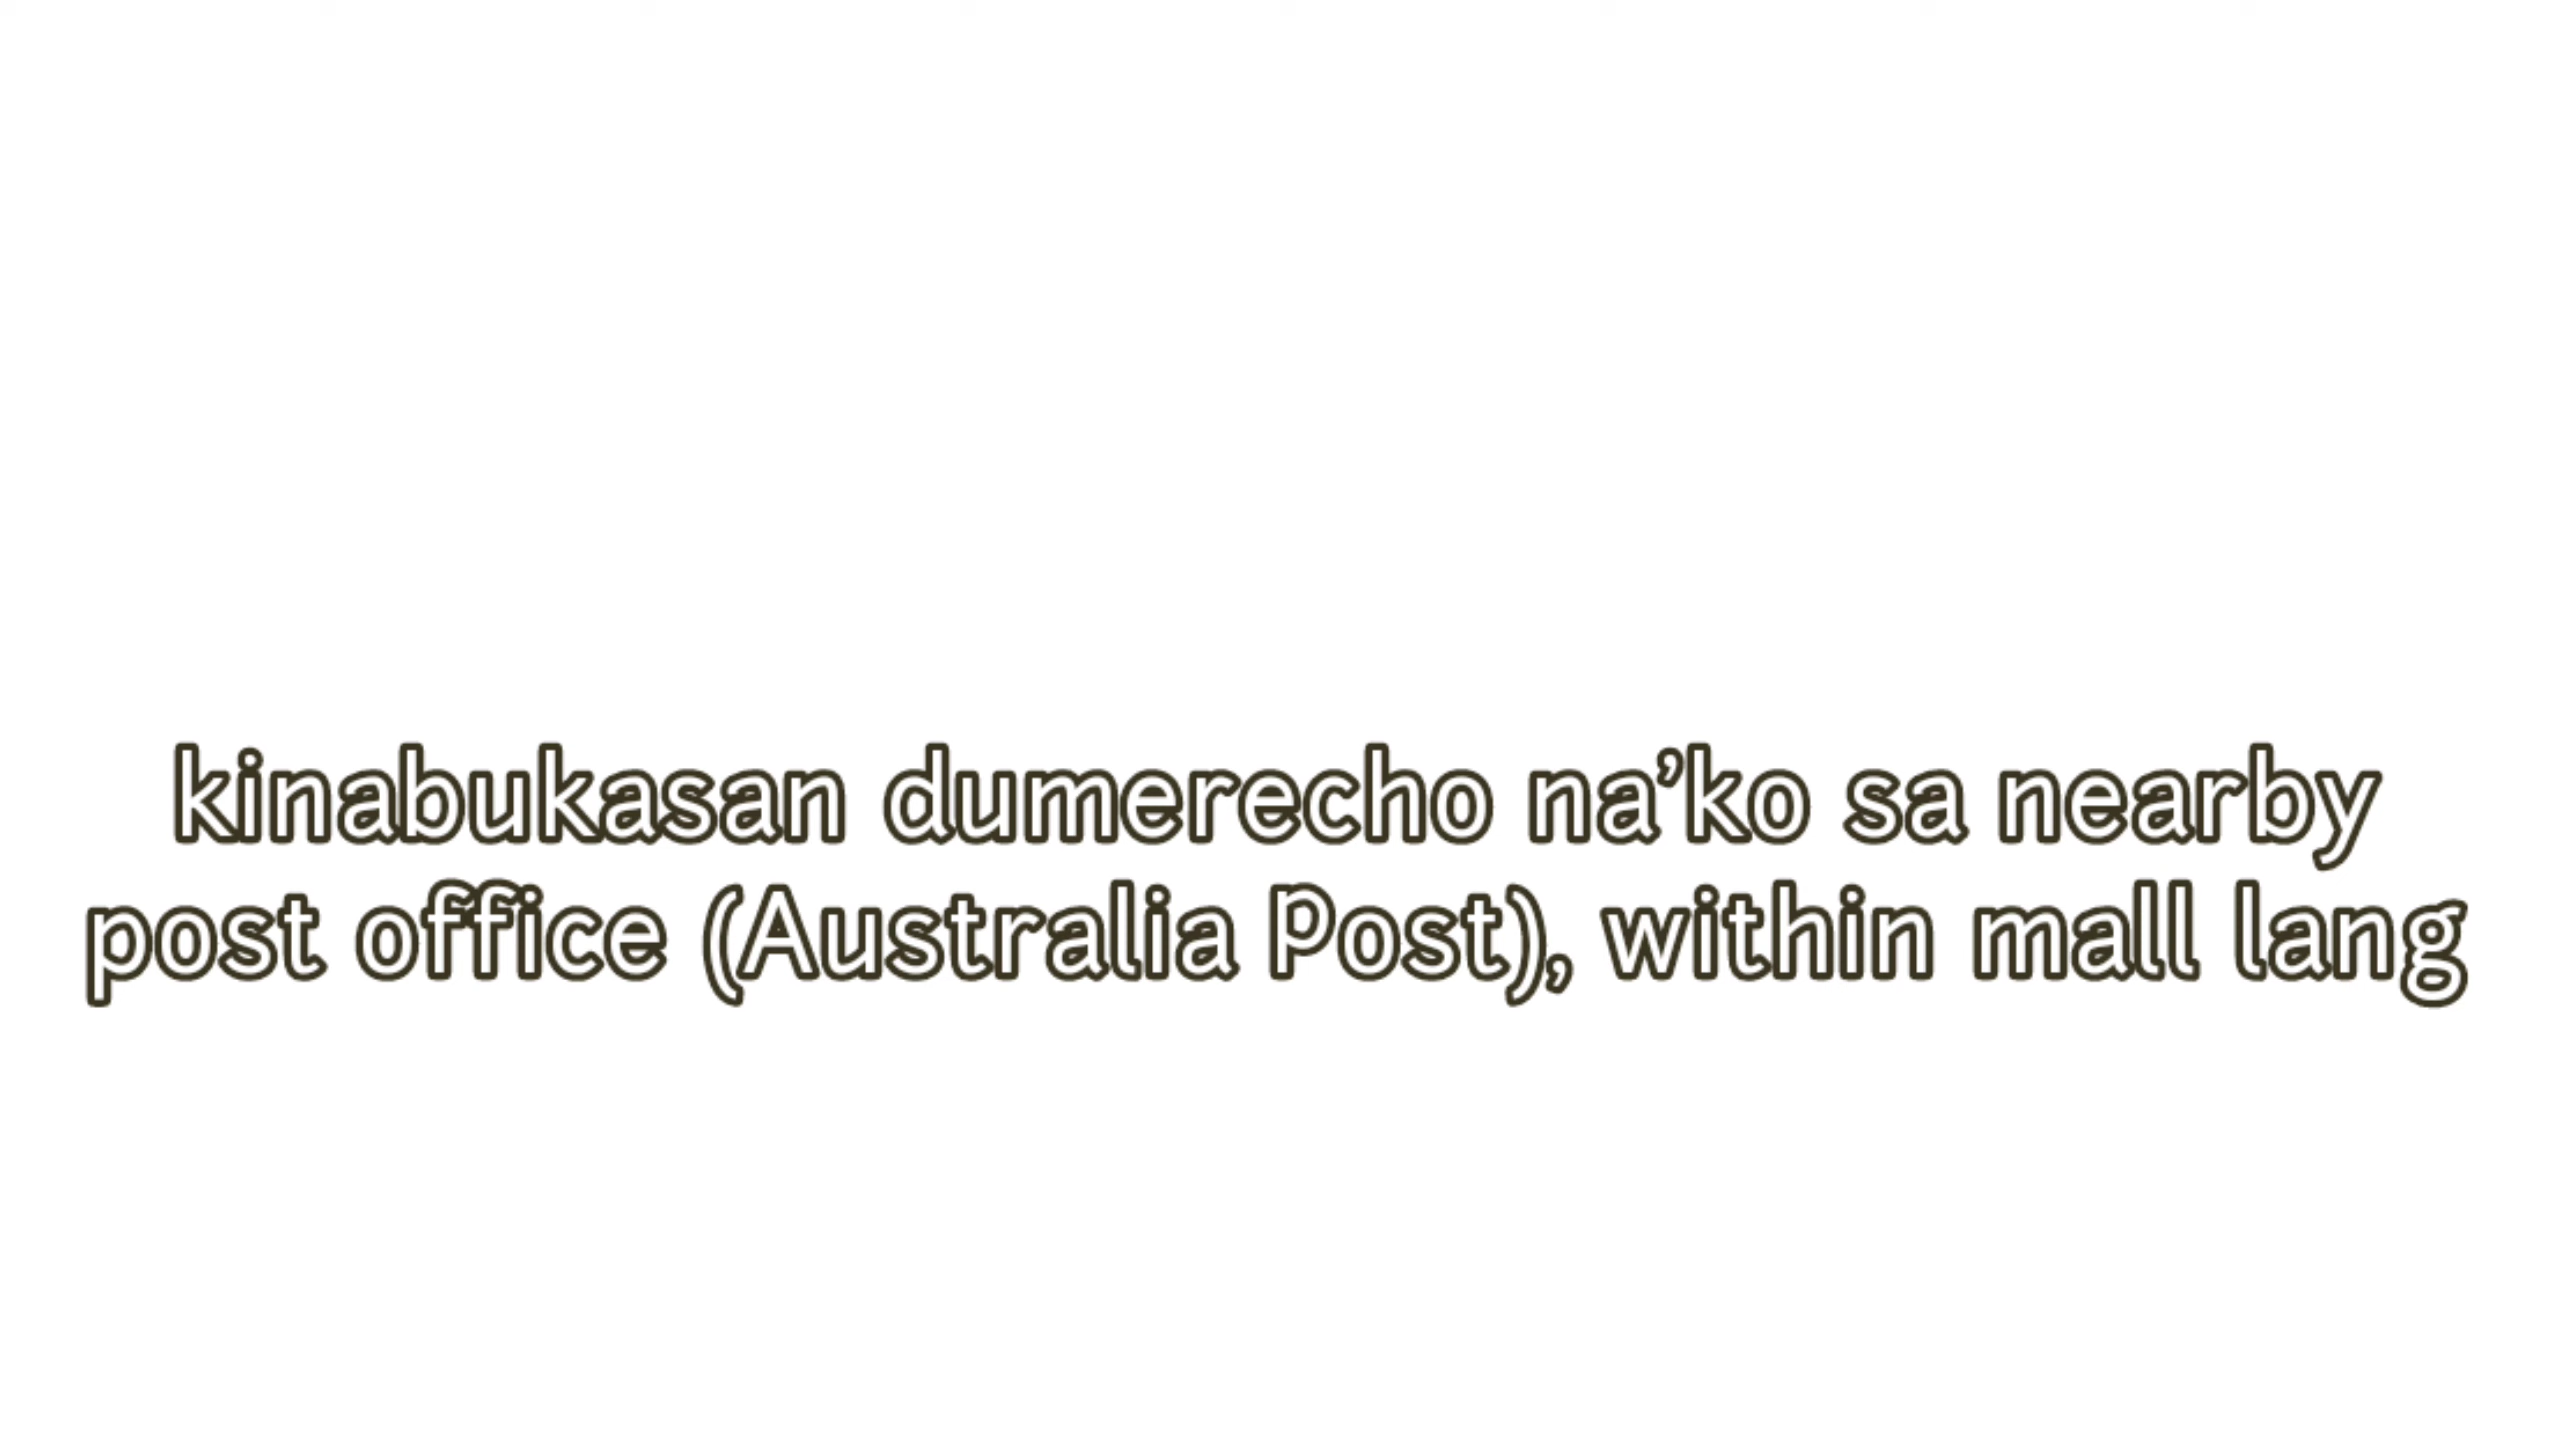 kinabukasan dumerecho na’ko sa nearby
post office (Australia Post), within mall lang